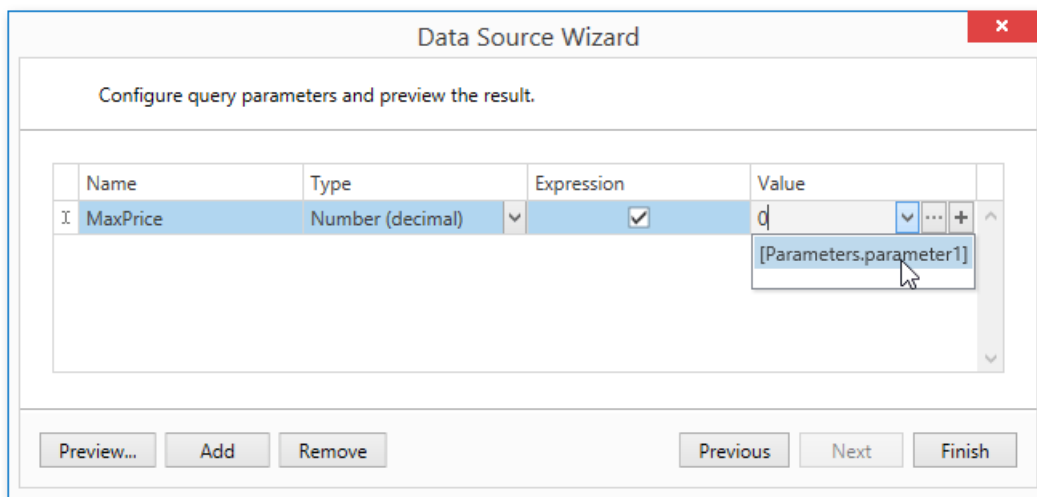 Data Source Wizard
Configure query parameters and preview the result.
Name Type Expression Value
MaxPrice Number (decimal) 0
[Parameters.parameter1]
Preview... Add Remove Previous Next Finish